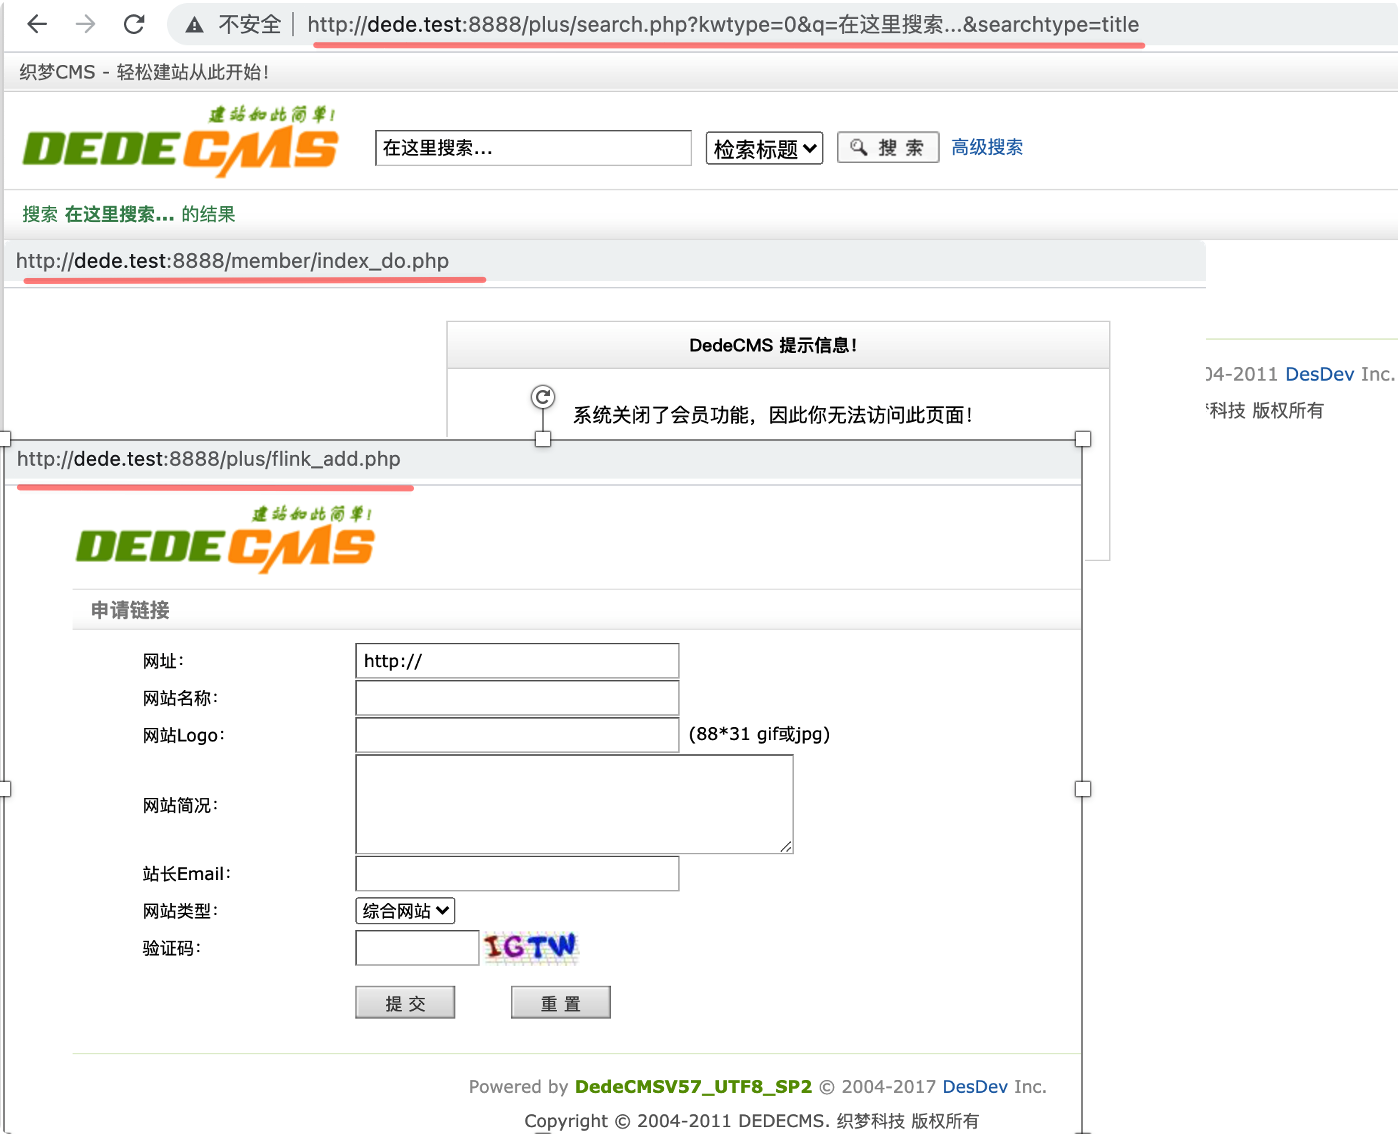 不安全 http://dede.test:8888/plus/search.php?kwtype=0&q=在这里搜索...&searchtype=title
织梦CMS - 轻松建站从此开始!
建站如此简单!
DEDECMS
在这里搜索... 检索标题 搜 索 高级搜索
搜索 在这里搜索... 的结果
http://dede.test:8888/member/index_do.php
DedeCMS 提示信息!
04-2011 DesDev Inc.
系统关闭了会员功能，因此你无法访问此页面!
科技 版权所有
http://dede.test:8888/plus/flink_add.php
建站如此简单!
DEDECMS
申请链接
网址: http://
网站名称:
网站Logo: (88*31 gif或jpg)
网站简况:
站长Email:
网站类型: 综合网站
验证码: IGTW
提 交 重 置
Powered by DedeCMSV57_UTF8_SP2 © 2004-2017 DesDev Inc.
Copyright © 2004-2011 DEDECMS. 织梦科技 版权所有